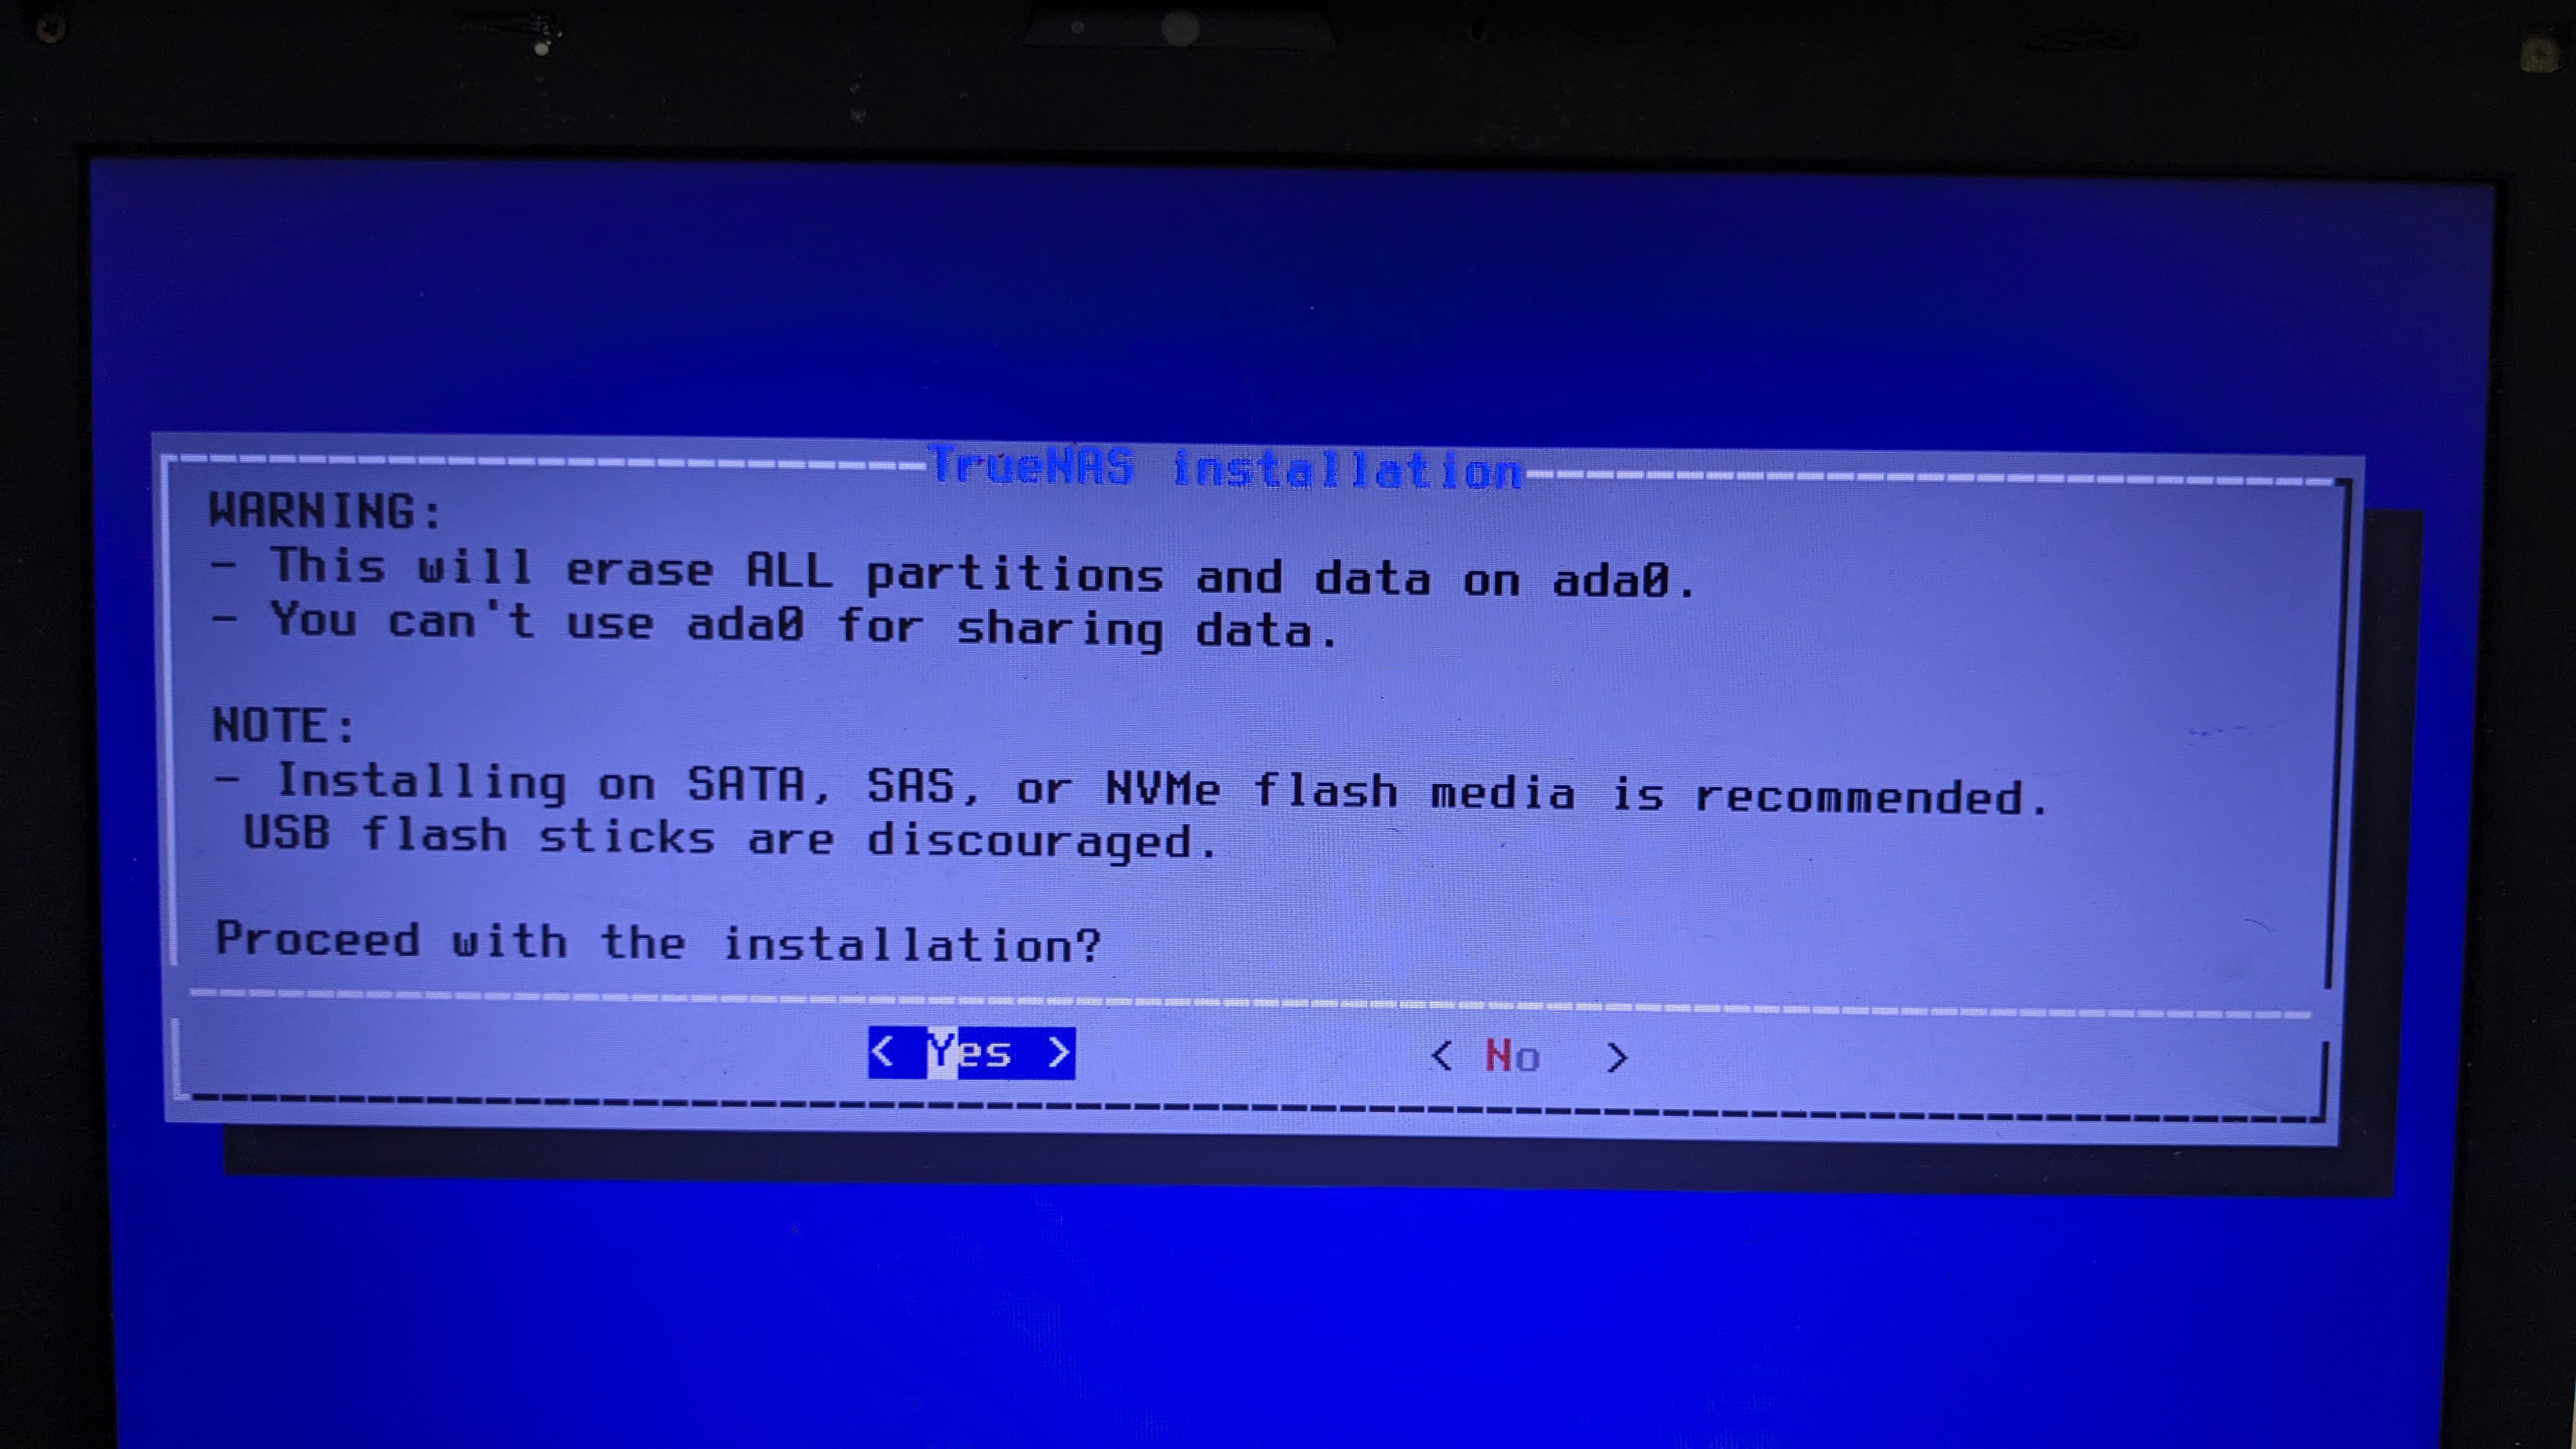 TrueNAS installation
WARNING:
- This will erase ALL partitions and data on ada0.
- You can't use ada0 for sharing data.
NOTE:
- Installing on SATA, SAS, or NVMe flash media is recommended.
USB flash sticks are discouraged.
Proceed with the installation?
< Yes > < No >